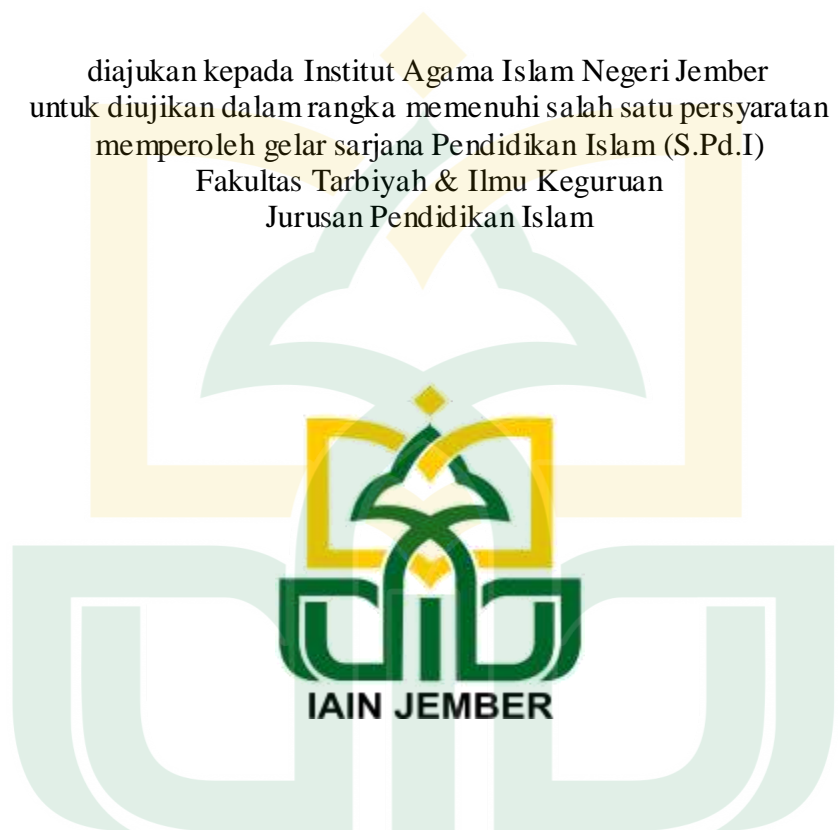 diajukan kepada Institut Agama Islam Negeri Jember
untuk diujikan dalam rangka memenuhi salah satu persyaratan
memperoleh gelar sarjana Pendidikan Islam (S.Pd.I)
Fakultas Tarbiyah & Ilmu Keguruan
Jurusan Pendidikan Islam
IAIN JEMBER